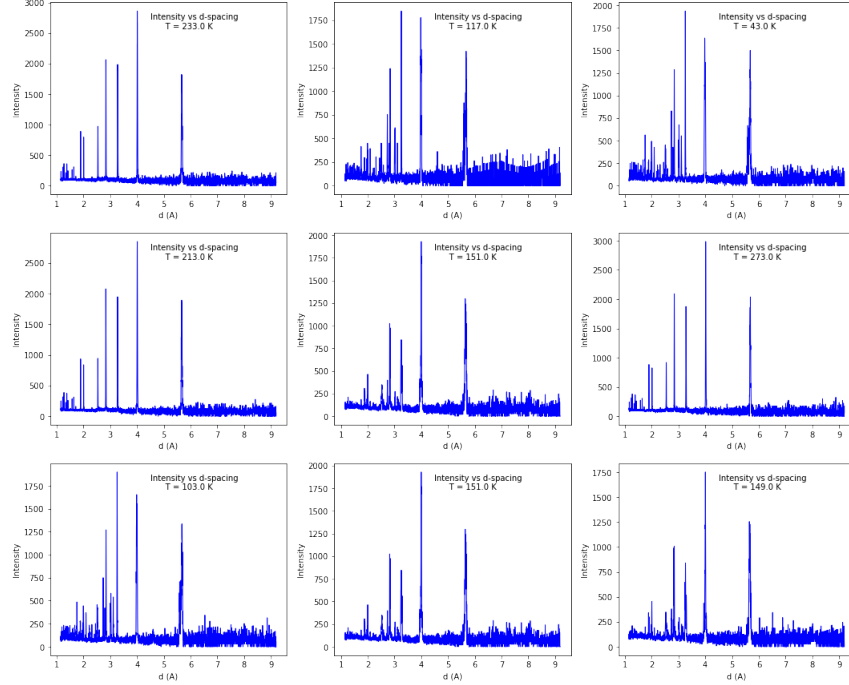 Intensity vs d-spacing
T = 233.0 K
Intensity
3000
2500
2000
1500
1000
500
0
1 2 3 4 5 6 7 8 9
d (A)
Intensity vs d-spacing
T = 117.0 K
Intensity
1750
1500
1250
1000
750
500
250
0
1 2 3 4 5 6 7 8 9
d (A)
Intensity vs d-spacing
T = 43.0 K
Intensity
2000
1750
1500
1250
1000
750
500
250
0
1 2 3 4 5 6 7 8 9
d (A)
Intensity vs d-spacing
T = 213.0 K
Intensity
2500
2000
1500
1000
500
0
1 2 3 4 5 6 7 8 9
d (A)
Intensity vs d-spacing
T = 151.0 K
Intensity
2000
1750
1500
1250
1000
750
500
250
0
1 2 3 4 5 6 7 8 9
d (A)
Intensity vs d-spacing
T = 273.0 K
Intensity
3000
2500
2000
1500
1000
500
0
1 2 3 4 5 6 7 8 9
d (A)
Intensity vs d-spacing
T = 103.0 K
Intensity
1750
1500
1250
1000
750
500
250
0
1 2 3 4 5 6 7 8 9
d (A)
Intensity vs d-spacing
T = 151.0 K
Intensity
2000
1750
1500
1250
1000
750
500
250
0
1 2 3 4 5 6 7 8 9
d (A)
Intensity vs d-spacing
T = 149.0 K
Intensity
1750
1500
1250
1000
750
500
250
0
1 2 3 4 5 6 7 8 9
d (A)